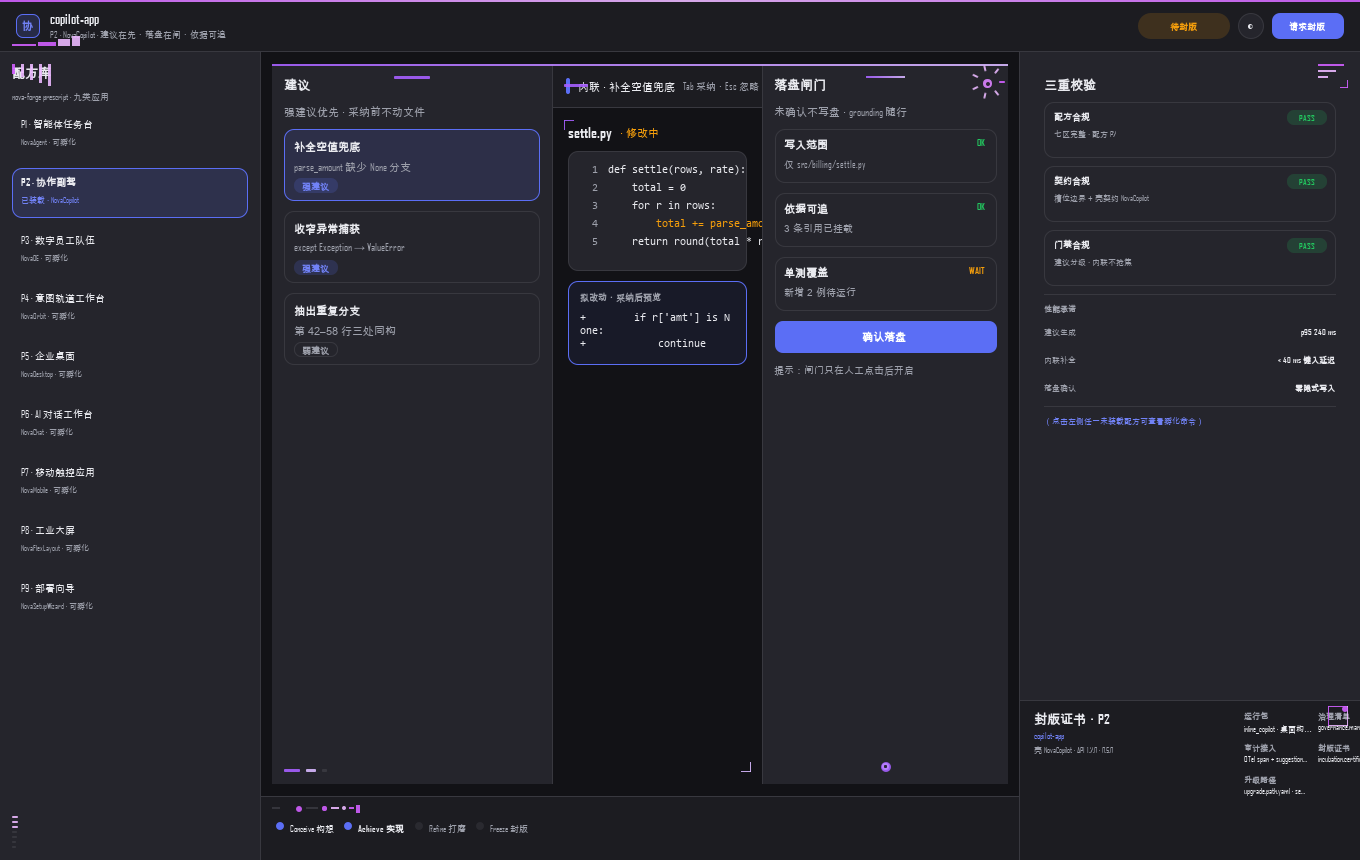 协
copilot-app
P2 · NovaCopilot · 建议在先 · 落盘在闸 · 依据可追
待封版
请求封版
配方库
nova-forge prescript · 九类应用
P1 · 智能体任务台
NovaAgent · 可孵化
P2 · 协作副驾
已装载 · NovaCopilot
P3 · 数字员工队伍
NovaDE · 可孵化
P4 · 意图轨道工作台
NovaOrbit · 可孵化
P5 · 企业桌面
NovaDesktop · 可孵化
P6 · AI 对话工作台
NovaChat · 可孵化
P7 · 移动触控应用
NovaMobile · 可孵化
P8 · 工业大屏
NovaFlexLayout · 可孵化
P9 · 部署向导
NovaSetupWizard · 可孵化
建议
强建议优先 · 采纳前不动文件
补全空值兜底
parse_amount 缺少 None 分支
强建议
收窄异常捕获
except Exception → ValueError
强建议
抽出重复分支
第 42–58 行三处同构
弱建议
内联 · 补全空值兜底 Tab 采纳 · Esc 忽略
settle.py · 修改中
1 def settle(rows, rate):
2 total = 0
3 for r in rows:
4 total += parse_amo
5 return round(total * r
拟改动 · 采纳后预览
+ if r['amt'] is N
one:
+ continue
落盘闸门
未确认不写盘 · grounding 随行
写入范围 OK
仅 src/billing/settle.py
依据可追 OK
3 条引用已挂载
单测覆盖 WAIT
新增 2 例待运行
确认落盘
提示：闸门只在人工点击后开启
Conceive 构想
Achieve 实现
Refine 打磨
Freeze 封版
三重校验
配方合规 PASS
七区完整 · 配方 P/
契约合规 PASS
槽位边界 + 壳契约 NovaCopilot
门禁合规 PASS
建议分级 · 内联不抢焦
性能承诺
建议生成 p95 240 ms
内联补全 < 40 ms 键入延迟
落盘确认 零隐式写入
（点击左侧任一未装载配方可查看孵化命令）
封版证书 · P2
copilot-app
运行包
inline_copilot · 桌面构…
治理清单
governance.man
审计接入
OTel span + suggestion…
封版证书
incubation.certifi
升级路径
upgrade.path.yaml · se…